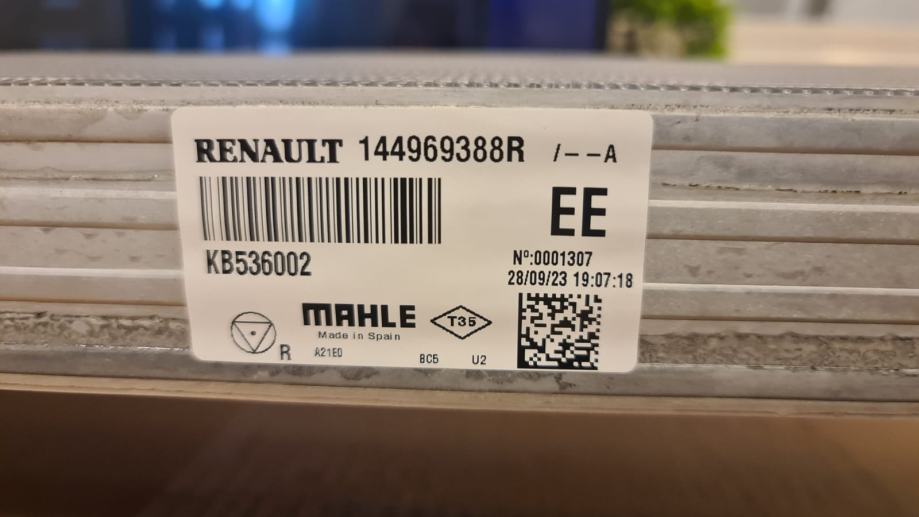 RENAULT 144969388R /--A
EE
KB536002
Nº:0001307
28/09/23 19:07:18
MAHLE T35
Made in Spain
R A21E0 BC5 U2